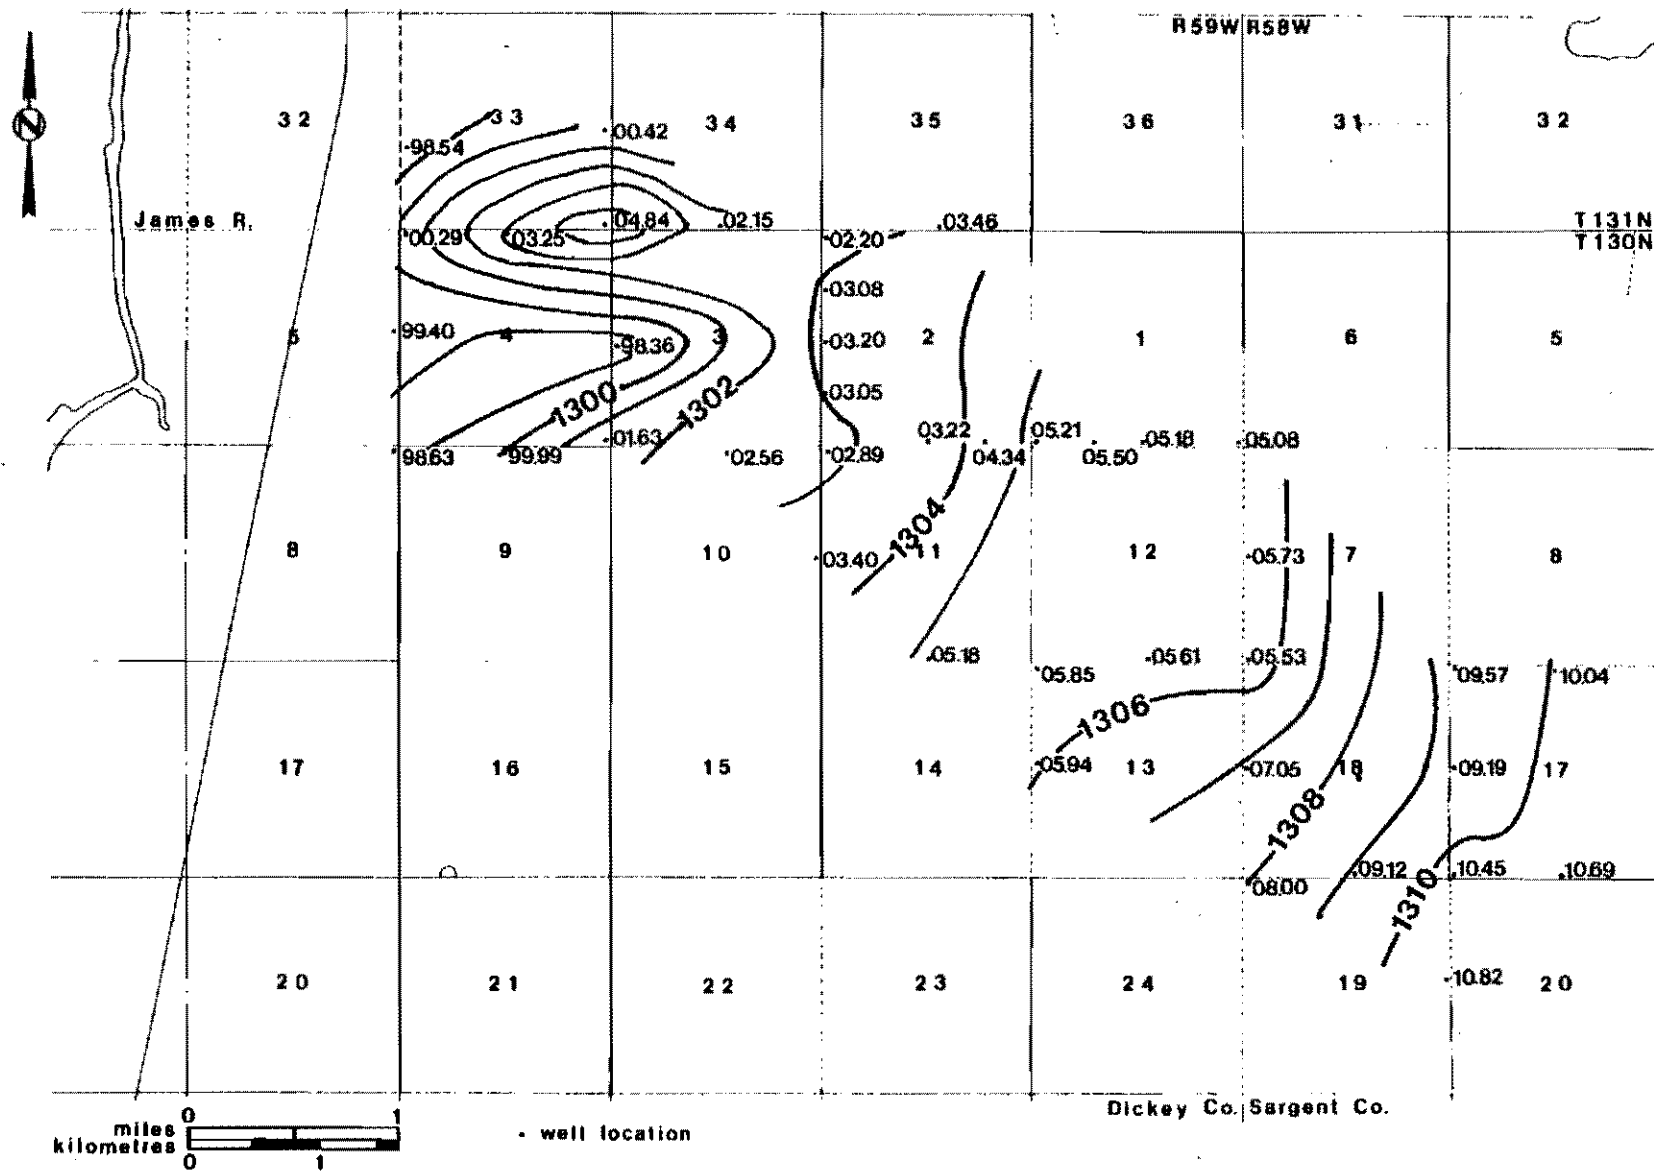 R59W R58W
N
32 33 34 35 36 31 32
00.42
98.54
James R. 04.84 02.15 03.46 T131N
00.29 03.25 02.20 T130N
03.08
99.40 98.36 03.20
5 4 3 2 1 6 5
03.05
1300 1302
01.63 03.22 05.21 05.18 05.08
98.63 99.99 02.56 02.89 04.34 05.50
1304
8 9 10 11 12 7 8
03.40 05.73
05.18 05.61 05.53
05.85 09.57 10.04
1306
17 16 15 14 13 18 17
05.94 07.05 09.19
1308
09.12 10.45 10.69
08.00
1310
20 21 22 23 24 19 20
10.82
Dickey Co. Sargent Co.
0 1
miles
kilometres
0 1
• well location